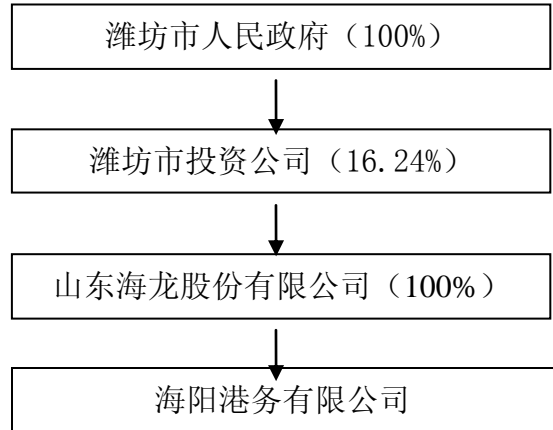 潍坊市人民政府（100%）
潍坊市投资公司（16.24%）
山东海龙股份有限公司（100%）
海阳港务有限公司